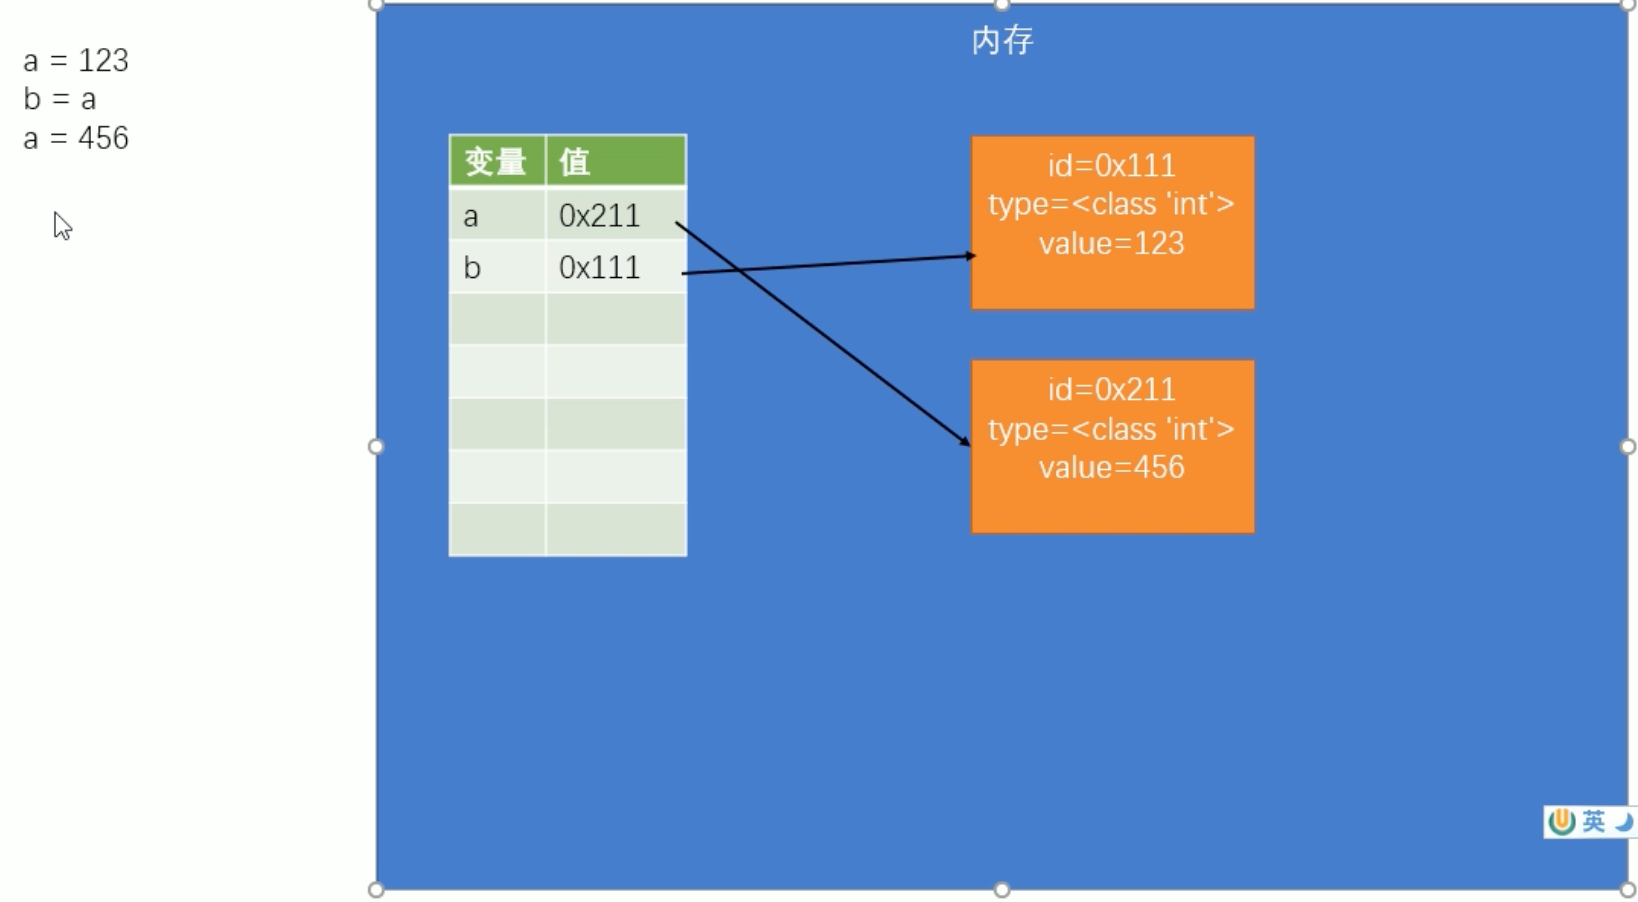 a = 123
b = a
a = 456
内存
变量 值
a 0x211
b 0x111
id=0x111
type=<class 'int'>
value=123
id=0x211
type=<class 'int'>
value=456
英